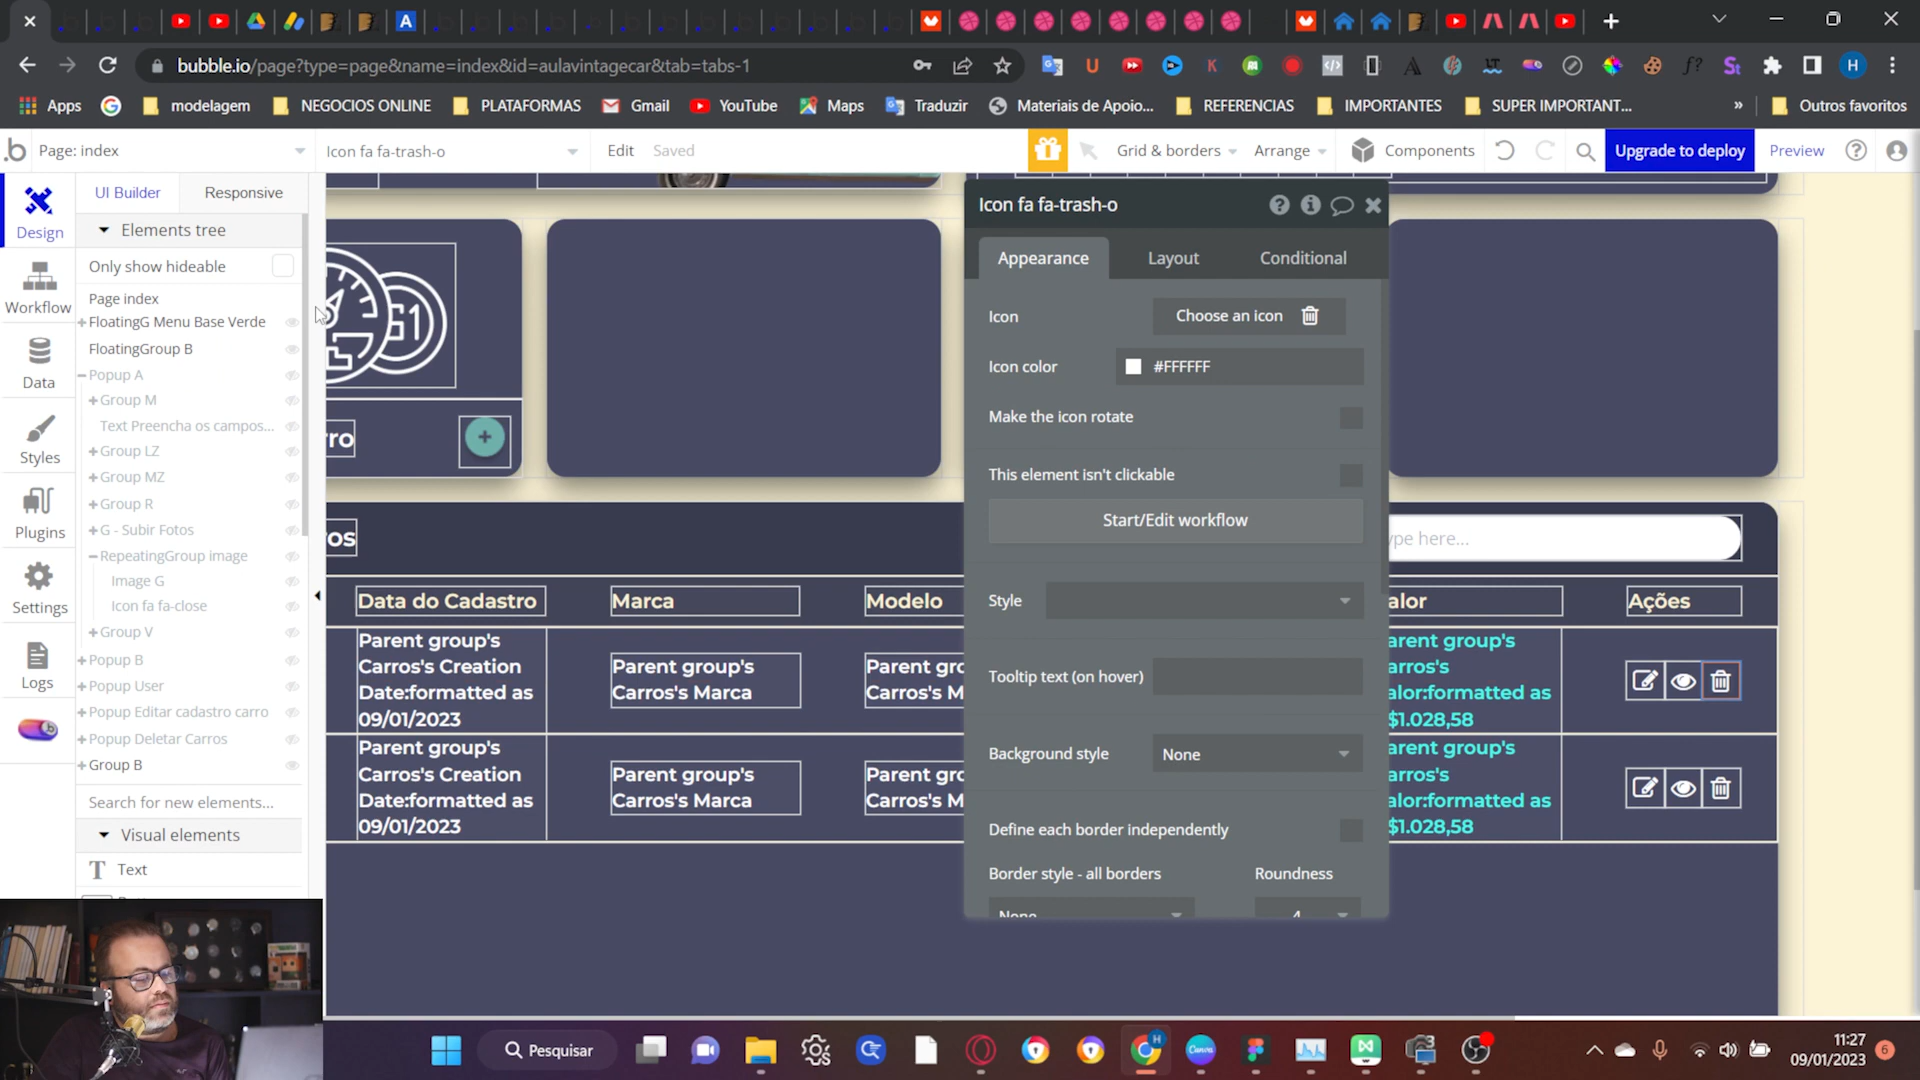 bubble.io/page?type=page&name=index&id=aulavintagecar&tab=tabs-1
Apps
modelagem
NEGOCIOS ONLINE
PLATAFORMAS
Gmail
YouTube
Maps
Traduzir
Materiais de Apoio...
REFERENCIAS
IMPORTANTES
SUPER IMPORTANT...
»
Outros favoritos
Page: index
Icon fa fa-trash-o
Edit
Saved
Grid & borders
Arrange
Components
Upgrade to deploy
Preview
UI Builder
Responsive
Design
Workflow
Data
Styles
Plugins
Settings
Logs
Elements tree
Only show hideable
Page index
FloatingG Menu Base Verde
FloatingGroup B
Popup A
Group M
Text Preencha os campos...
Group LZ
Group MZ
Group R
G - Subir Fotos
RepeatingGroup image
Image G
Icon fa fa-close
Group V
Popup B
Popup User
Popup Editar cadastro carro
Popup Deletar Carros
Group B
Search for new elements...
Visual elements
Text
ro
os
Data do Cadastro
Marca
Modelo
alor
Ações
ype here...
Parent group's
Carros's Creation
Date:formatted as
09/01/2023
Parent group's
Carros's Marca
Parent gro
Carros's M
arent group's
arros's
alor:formatted as
$1.028,58
Parent group's
Carros's Creation
Date:formatted as
09/01/2023
Parent group's
Carros's Marca
Parent gro
Carros's M
arent group's
arros's
alor:formatted as
$1.028,58
Icon fa fa-trash-o
Appearance
Layout
Conditional
Icon
Choose an icon
Icon color
#FFFFFF
Make the icon rotate
This element isn't clickable
Start/Edit workflow
Style
Tooltip text (on hover)
Background style
None
Define each border independently
Border style - all borders
Roundness
None
4
Pesquisar
11:27
09/01/2023
6